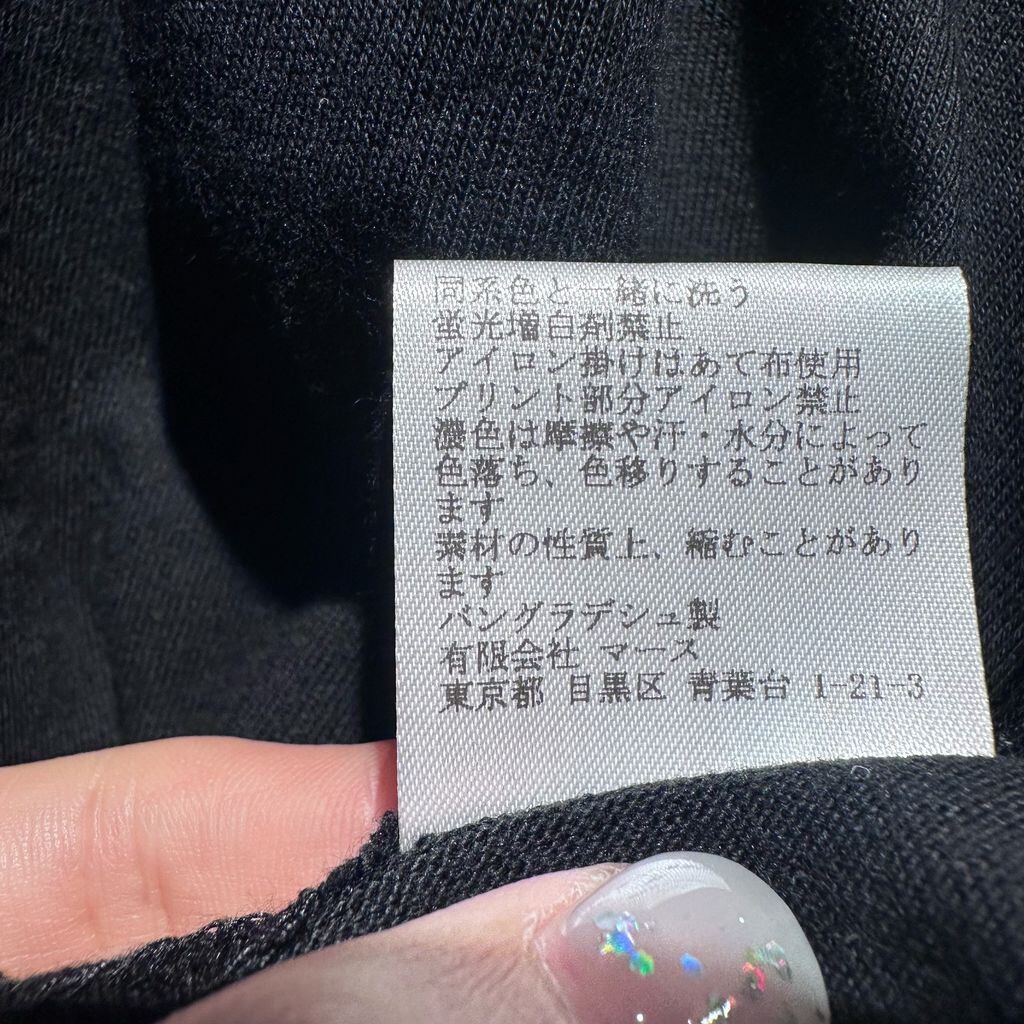 同系色と一緒に洗う
蛍光増白剤禁止
アイロン掛けはあて布使用
プリント部分アイロン禁止
濃色は摩擦や汗・水分によって
色落ち、色移りすることがあり
ます
素材の性質上、縮むことがあり
ます
バングラデシュ製
有限会社 マース
東京都 目黒区 青葉台 1-21-3